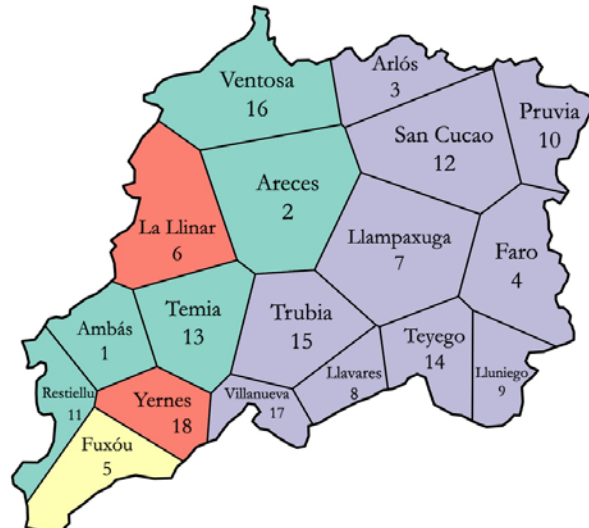 Arlós
3
Ventosa
16
Pruvia
10
San Cucao
12
Areces
2
La Llinar
6
Llampaxuga
7
Faro
4
Temia
13
Trubia
15
Ambás
1
Teyego
14
Lluniego
9
Llavares
8
Restiellu
11
Yernes
18
Villanueva
17
Fuxóu
5